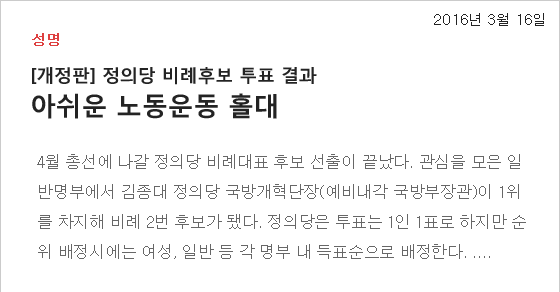 2016년 3월 16일
성명
[개정판] 정의당 비례후보 투표 결과
아쉬운 노동운동 홀대
4월 총선에 나갈 정의당 비례대표 후보 선출이 끝났다. 관심을 모은 일
반명부에서 김종대 정의당 국방개혁단장(예비내각 국방부장관)이 1위
를 차지해 비례 2번 후보가 됐다. 정의당은 투표는 1인 1표로 하지만 순
위 배정시에는 여성, 일반 등 각 명부 내 득표순으로 배정한다. ....